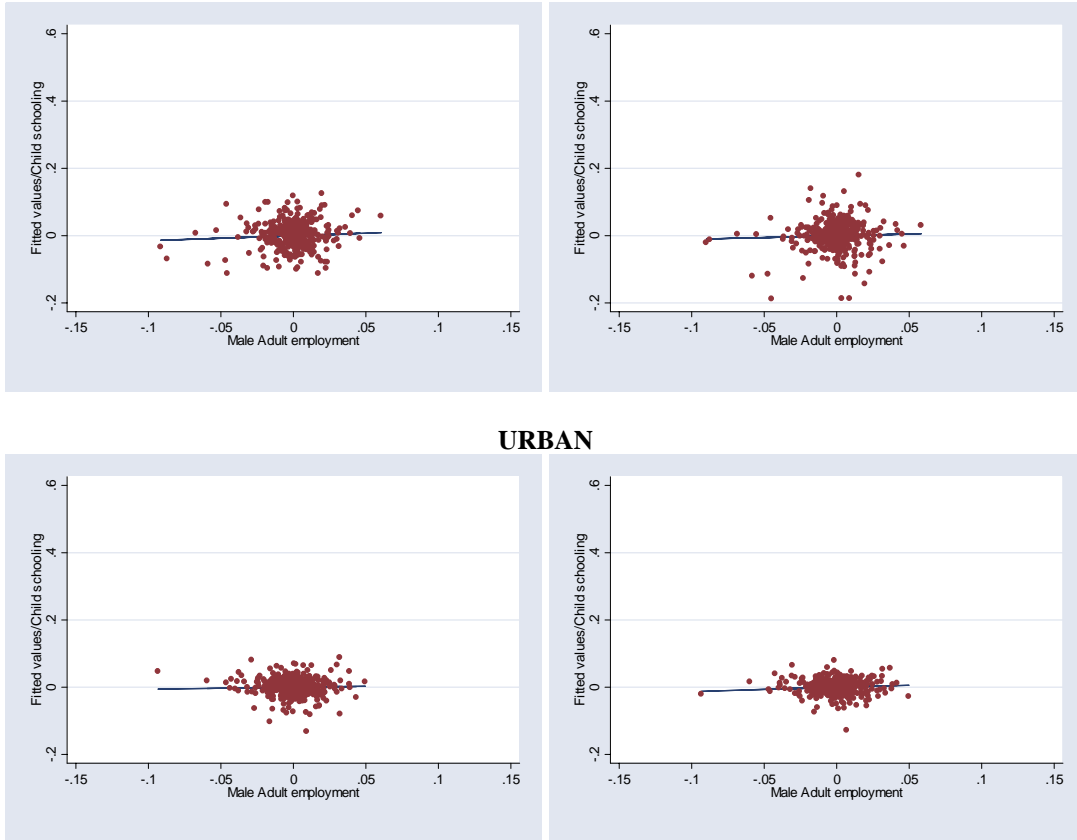 .6
.4
.2
0
-.2
Fitted values/Child schooling
-.15 -.1 -.05 0 .05 .1 .15
Male Adult employment
.6
.4
.2
0
-.2
Fitted values/Child schooling
-.15 -.1 -.05 0 .05 .1 .15
Male Adult employment
URBAN
.6
.4
.2
0
-.2
Fitted values/Child schooling
-.15 -.1 -.05 0 .05 .1 .15
Male Adult employment
.6
.4
.2
0
-.2
Fitted values/Child schooling
-.15 -.1 -.05 0 .05 .1 .15
Male Adult employment